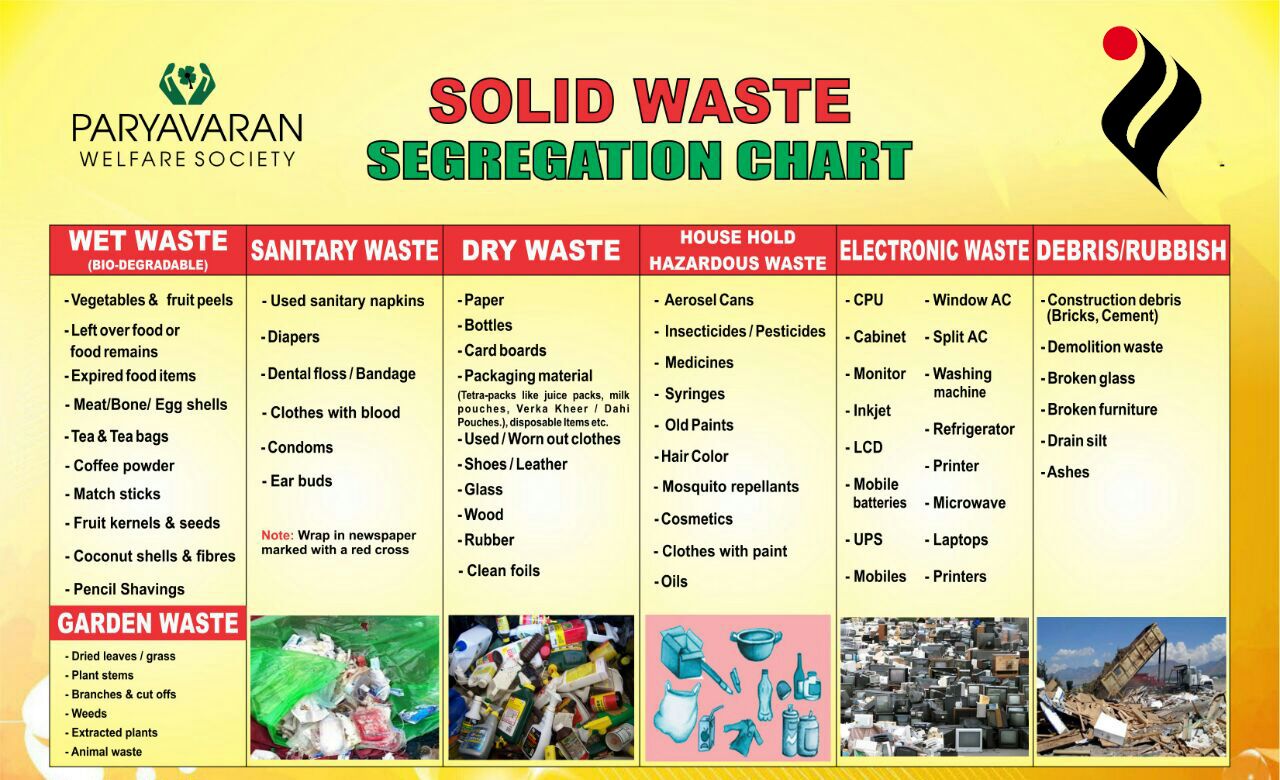 PARYAVARAN
WELFARE SOCIETY
SOLID WASTE
SEGREGATION CHART
WET WASTE
(BIO-DEGRADABLE)
- Vegetables & fruit peels
- Left over food or
food remains
- Expired food items
- Meat/Bone/ Egg shells
- Tea & Tea bags
- Coffee powder
- Match sticks
- Fruit kernels & seeds
- Coconut shells & fibres
- Pencil Shavings
GARDEN WASTE
- Dried leaves / grass
- Plant stems
- Branches & cut offs
- Weeds
- Extracted plants
- Animal waste
SANITARY WASTE
- Used sanitary napkins
- Diapers
- Dental floss / Bandage
- Clothes with blood
- Condoms
- Ear buds
Note: Wrap in newspaper
marked with a red cross
DRY WASTE
- Paper
- Bottles
- Card boards
- Packaging material
(Tetra-packs like juice packs, milk
pouches, Verka Kheer / Dahi
Pouches.), disposable Items etc.
- Used / Worn out clothes
- Shoes / Leather
- Glass
- Wood
- Rubber
- Clean foils
HOUSE HOLD
HAZARDOUS WASTE
- Aerosel Cans
- Insecticides / Pesticides
- Medicines
- Syringes
- Old Paints
- Hair Color
- Mosquito repellants
- Cosmetics
- Clothes with paint
- Oils
ELECTRONIC WASTE
- CPU
- Cabinet
- Monitor
- Inkjet
- LCD
- Mobile
batteries
- UPS
- Mobiles
- Window AC
- Split AC
- Washing
machine
- Refrigerator
- Printer
- Microwave
- Laptops
- Printers
DEBRIS/RUBBISH
- Construction debris
(Bricks, Cement)
- Demolition waste
- Broken glass
- Broken furniture
- Drain silt
- Ashes